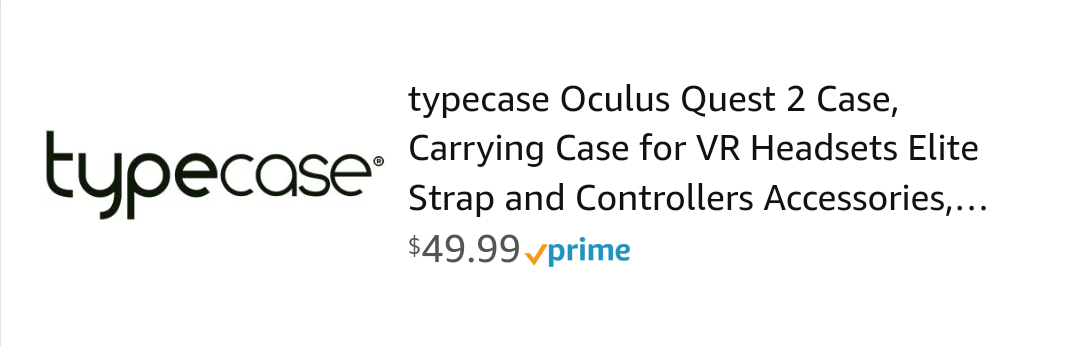 typecase®
typecase Oculus Quest 2 Case,
Carrying Case for VR Headsets Elite
Strap and Controllers Accessories,...
$49.99 prime